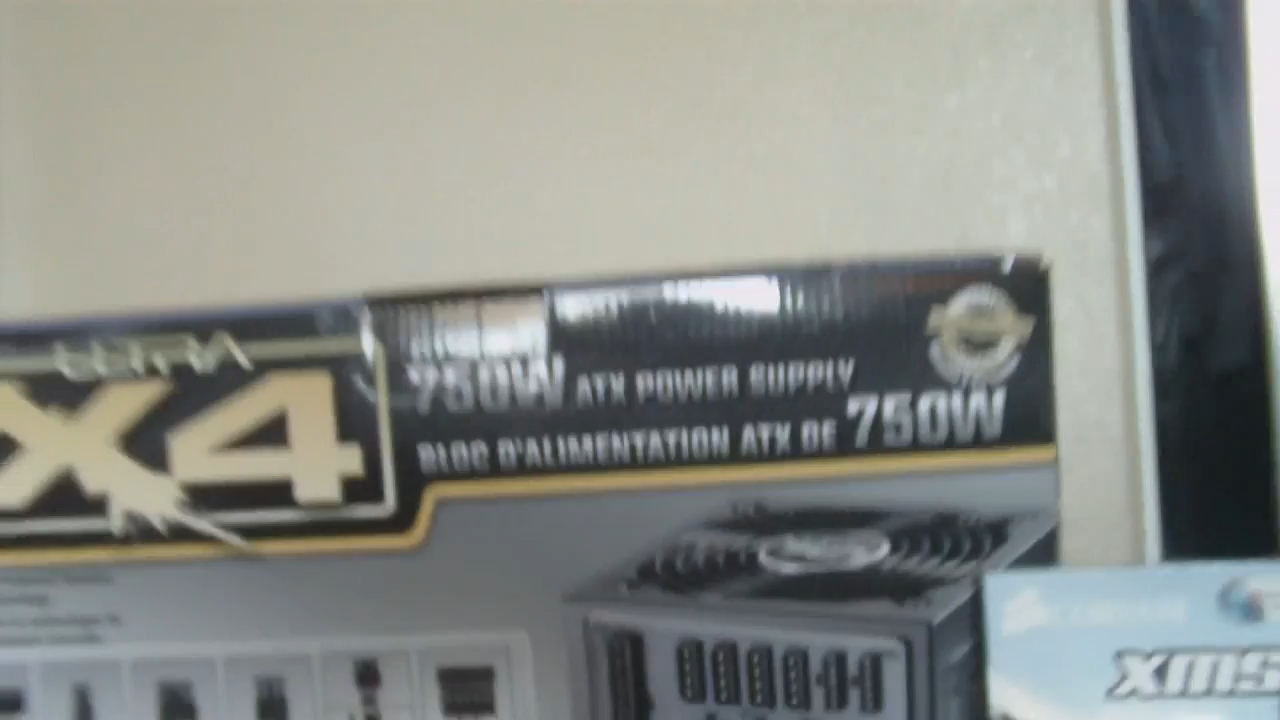 ULTRA
X4
750W ATX POWER SUPPLY
BLOC D'ALIMENTATION ATX DE 750W
CORSAIR
XMS